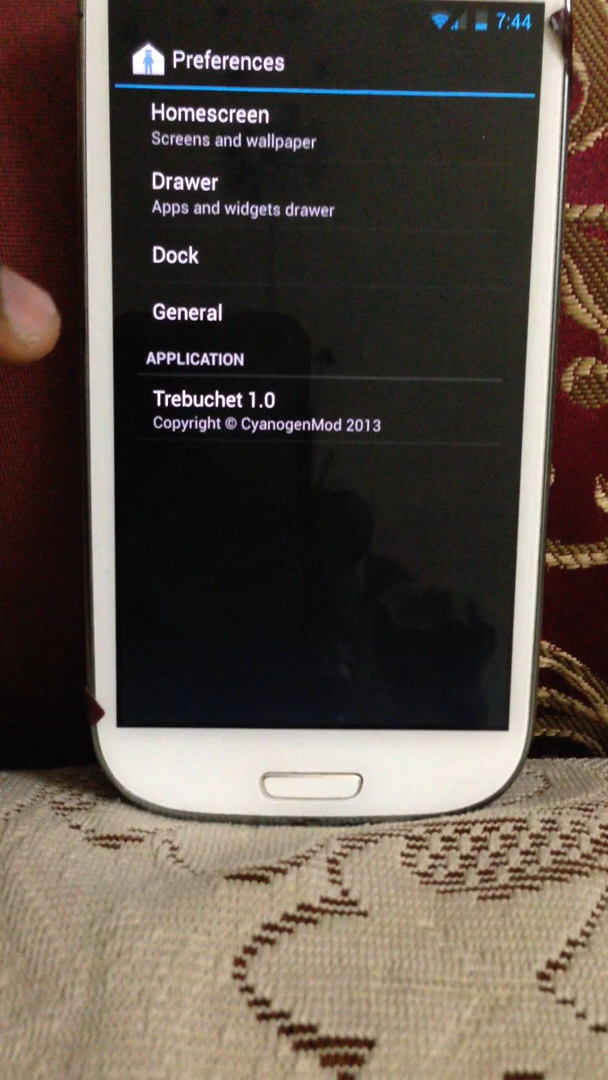 7:44
Preferences
Homescreen
Screens and wallpaper
Drawer
Apps and widgets drawer
Dock
General
APPLICATION
Trebuchet 1.0
Copyright © CyanogenMod 2013